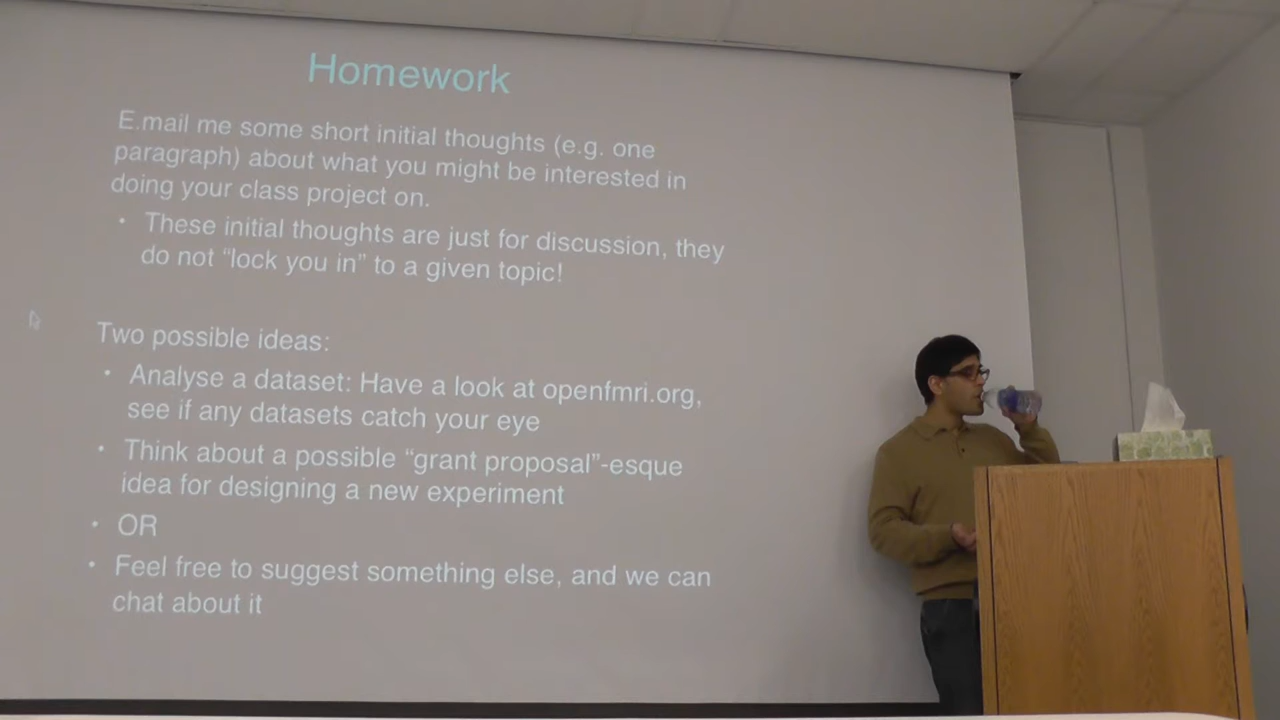 Homework
E.mail me some short initial thoughts (e.g. one
paragraph) about what you might be interested in
doing your class project on.
• These initial thoughts are just for discussion, they
do not “lock you in” to a given topic!
Two possible ideas:
• Analyse a dataset: Have a look at openfmri.org,
see if any datasets catch your eye
• Think about a possible “grant proposal”-esque
idea for designing a new experiment
• OR
• Feel free to suggest something else, and we can
chat about it